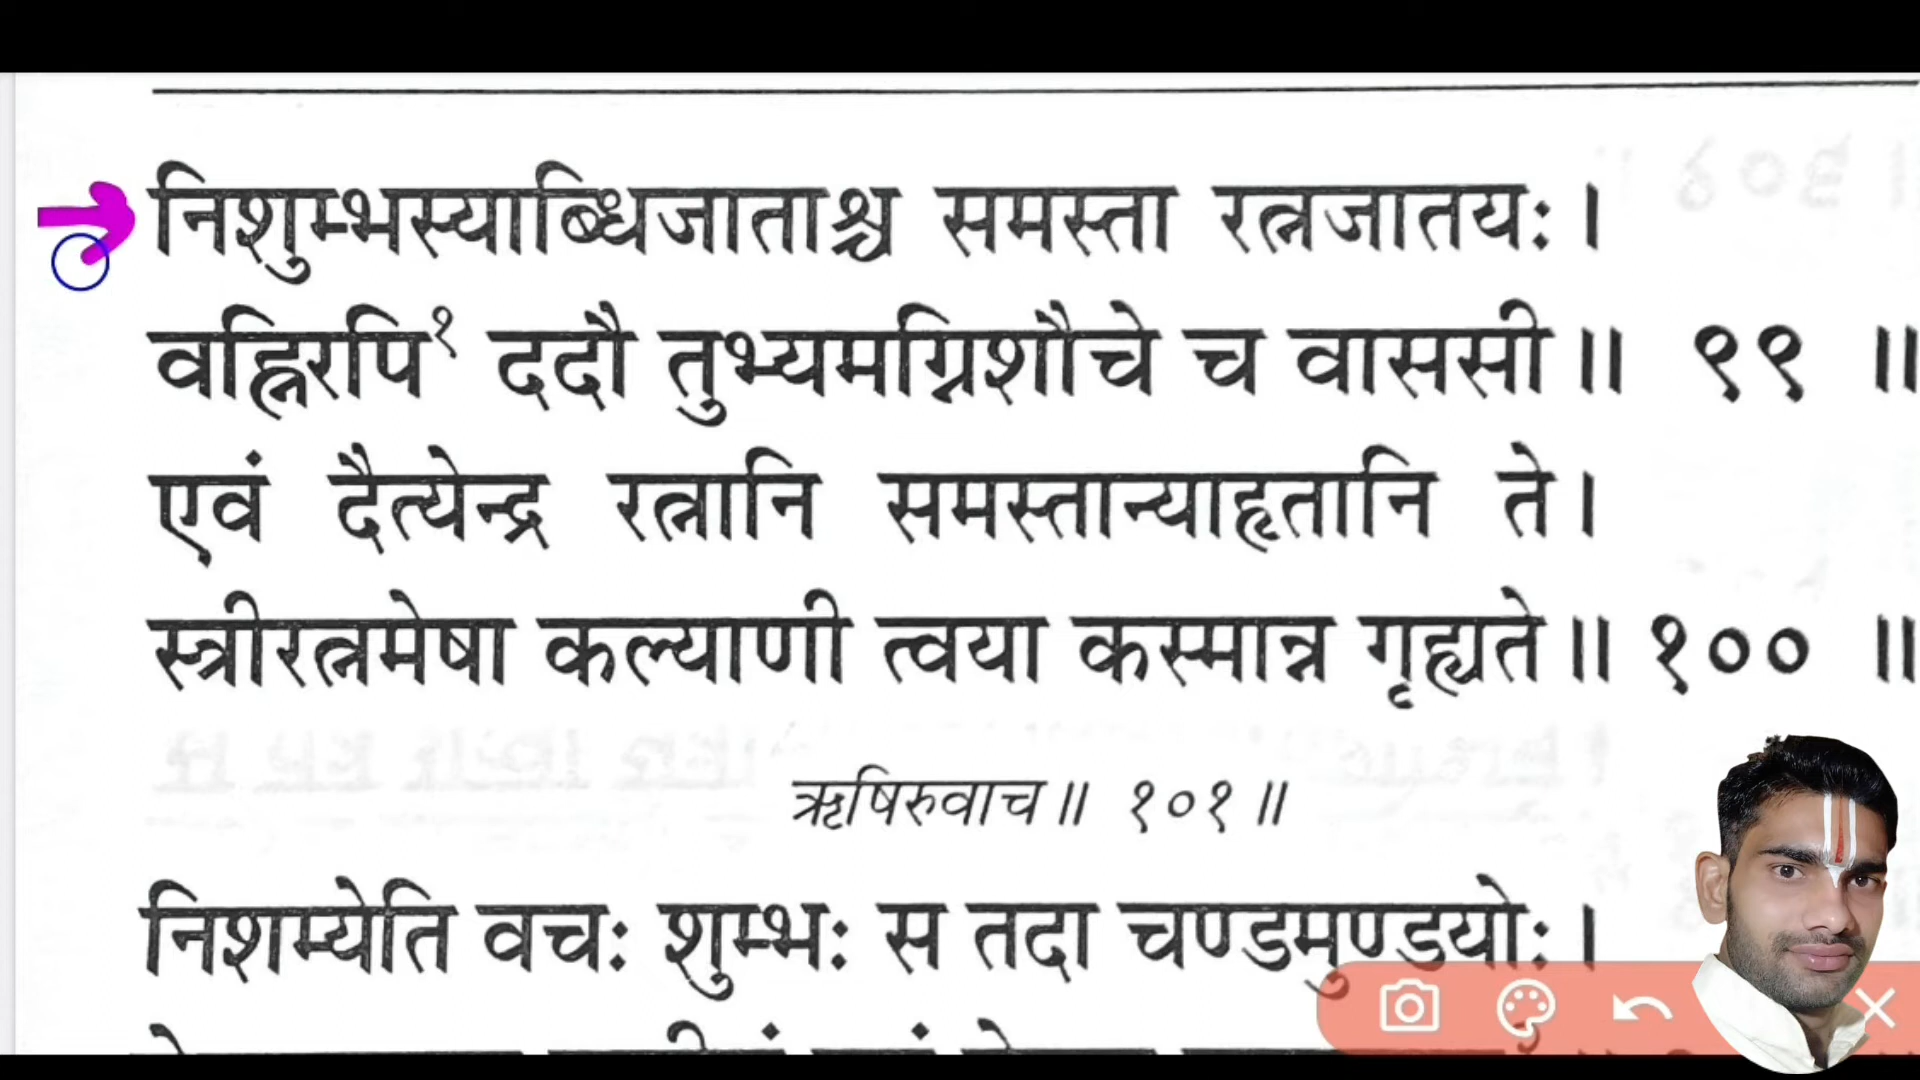 निशुम्भस्याब्धिजाताश्च समस्ता रत्नजातयः।
वह्निरपि१ ददौ तुभ्यमग्निशौचे च वाससी॥ ९९ ॥
एवं दैत्येन्द्र रत्नानि समस्तान्याहृतानि ते।
स्त्रीरत्नमेषा कल्याणी त्वया कस्मान्न गृह्यते॥ १०० ॥
ऋषिरुवाच॥ १०१॥
निशम्येति वचः शुम्भः स तदा चण्डमुण्डयोः।